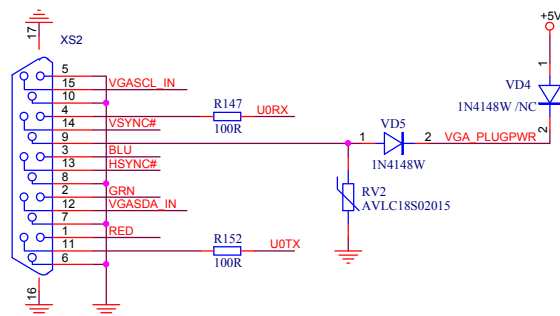 +5V
17
XS2
1
VD4
1N4148W /NC
2
5
15
VGASCL_IN
10
4
R147
U0RX
100R
14
VSYNC#
9
1
VD5
2
VGA_PLUGPWR
1N4148W
3
BLU
13
HSYNC#
8
2
GRN
RV2
AVLC18S02015
12
VGASDA_IN
7
1
RED
R152
U0TX
11
100R
6
16